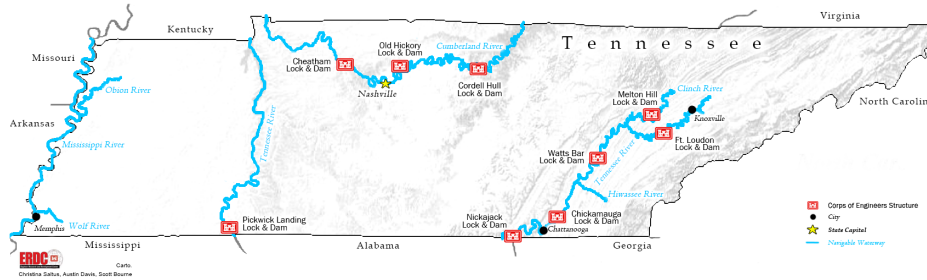 Virginia
Kentucky
Tennessee
Missouri
Old Hickory
Lock & Dam
Cumberland River
Cheatham
Lock & Dam
Cordell Hull
Lock & Dam
Nashville
Obion River
Melton Hill
Lock & Dam
Clinch River
North Carolin
Knoxville
Arkansas
Tennessee River
Mississippi River
Ft. Loudon
Lock & Dam
Watts Bar
Lock & Dam
Tennessee River
Hiwassee River
Pickwick Landing
Lock & Dam
Nickajack
Lock & Dam
Chickamauga
Lock & Dam
Chattanooga
Memphis
Wolf River
Mississippi
Alabama
Georgia
Corps of Engineers Structure
City
State Capital
Navigable Waterway
ERDC
Carto.
Christina Saltus, Austin Davis, Scott Bourne